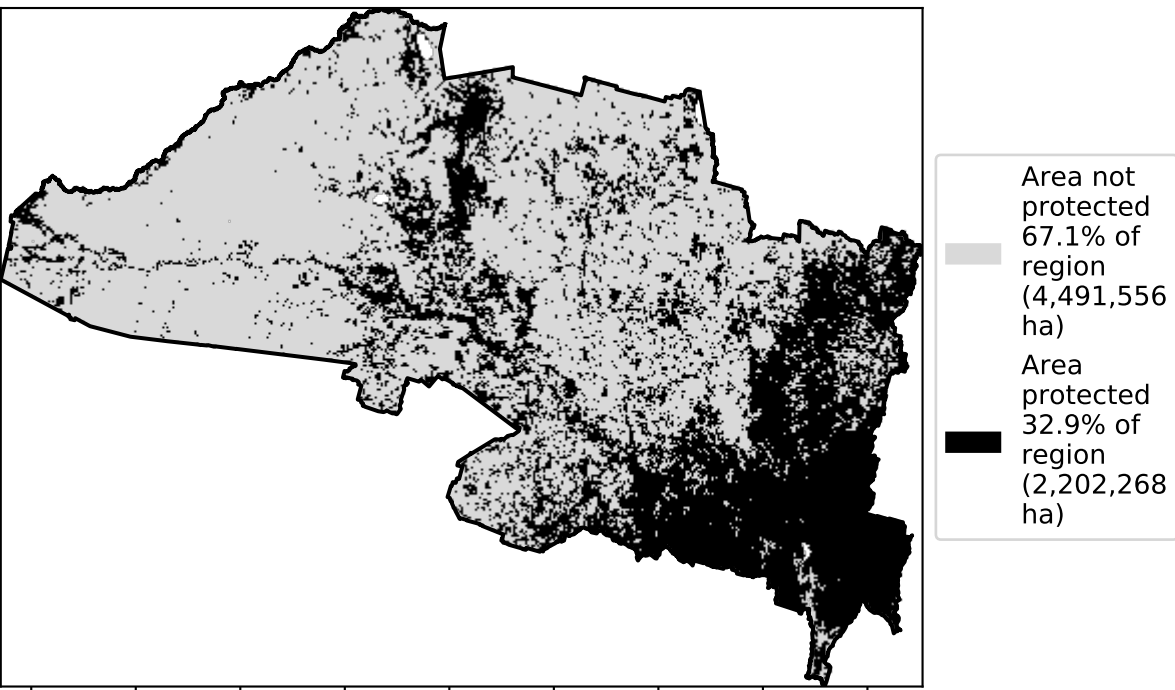 Area not
protected
67.1% of
region
(4,491,556
ha)
Area
protected
32.9% of
region
(2,202,268
ha)